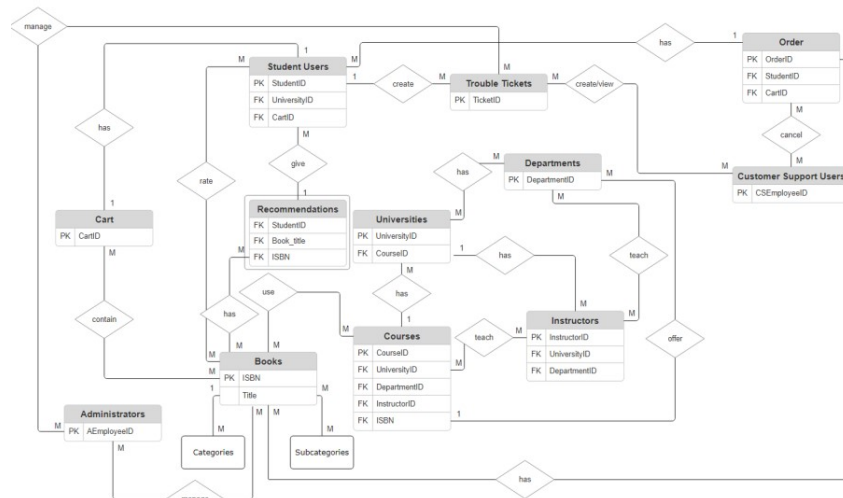 manage
has
1
Order
PK OrderID
FK StudentID
FK CartID
1
M
M
M
Student Users
PK StudentID
FK UniversityID
FK CartID
M
1
create
M
Trouble Tickets
PK TicketID
M
create/view
M
cancel
M
M
Customer Support Users
PK CSEmployeeID
has
rate
M
give
1
Recommendations
FK StudentID
FK Book_title
FK ISBN
M
has
M
Departments
PK DepartmentID
M
M
Universities
PK UniversityID
FK CourseID
M
1
has
M
teach
M
1
Cart
PK CartID
M
has
1
use
M
has
M
M
contain
M
M
Books
PK ISBN
Title
1
M
M
M
Courses
PK CourseID
FK UniversityID
FK DepartmentID
FK InstructorID
FK ISBN
M
teach
M
1
Instructors
PK InstructorID
FK UniversityID
FK DepartmentID
offer
Administrators
PK AEmployeeID
M
M
M
Categories
M
Subcategories
M
has